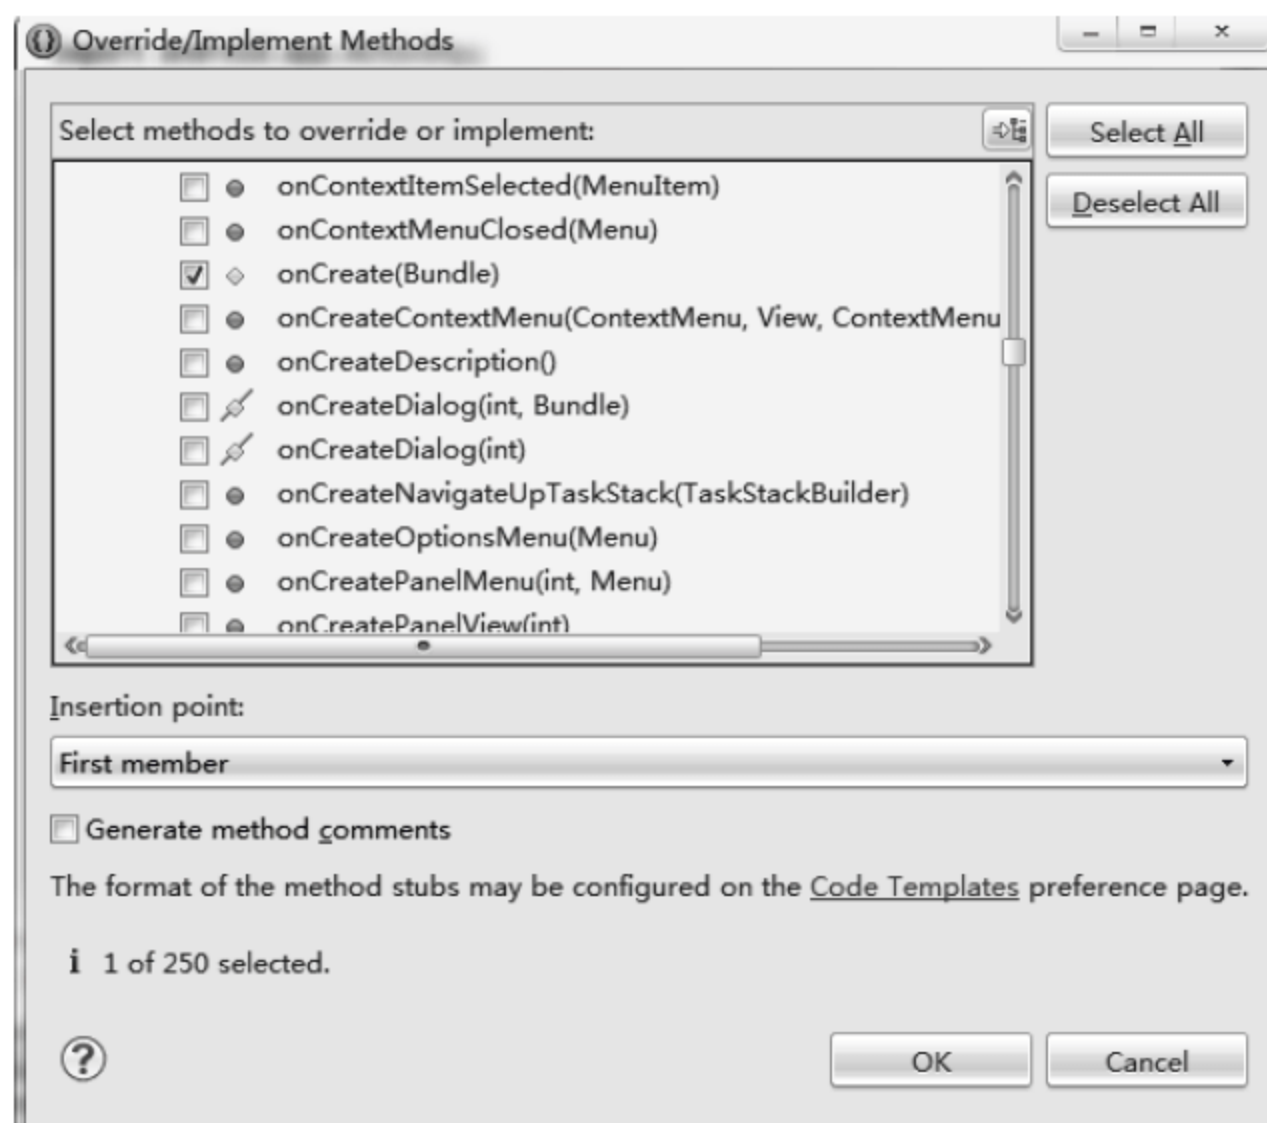 Override/Implement Methods
Select methods to override or implement:
Select All
Deselect All
onContextItemSelected(MenuItem)
onContextMenuClosed(Menu)
onCreate(Bundle)
onCreateContextMenu(ContextMenu, View, ContextMenu
onCreateDescription()
onCreateDialog(int, Bundle)
onCreateDialog(int)
onCreateNavigateUpTaskStack(TaskStackBuilder)
onCreateOptionsMenu(Menu)
onCreatePanelMenu(int, Menu)
onCreatePanelView(int)
Insertion point:
First member
Generate method comments
The format of the method stubs may be configured on the Code Templates preference page.
i 1 of 250 selected.
?
OK
Cancel